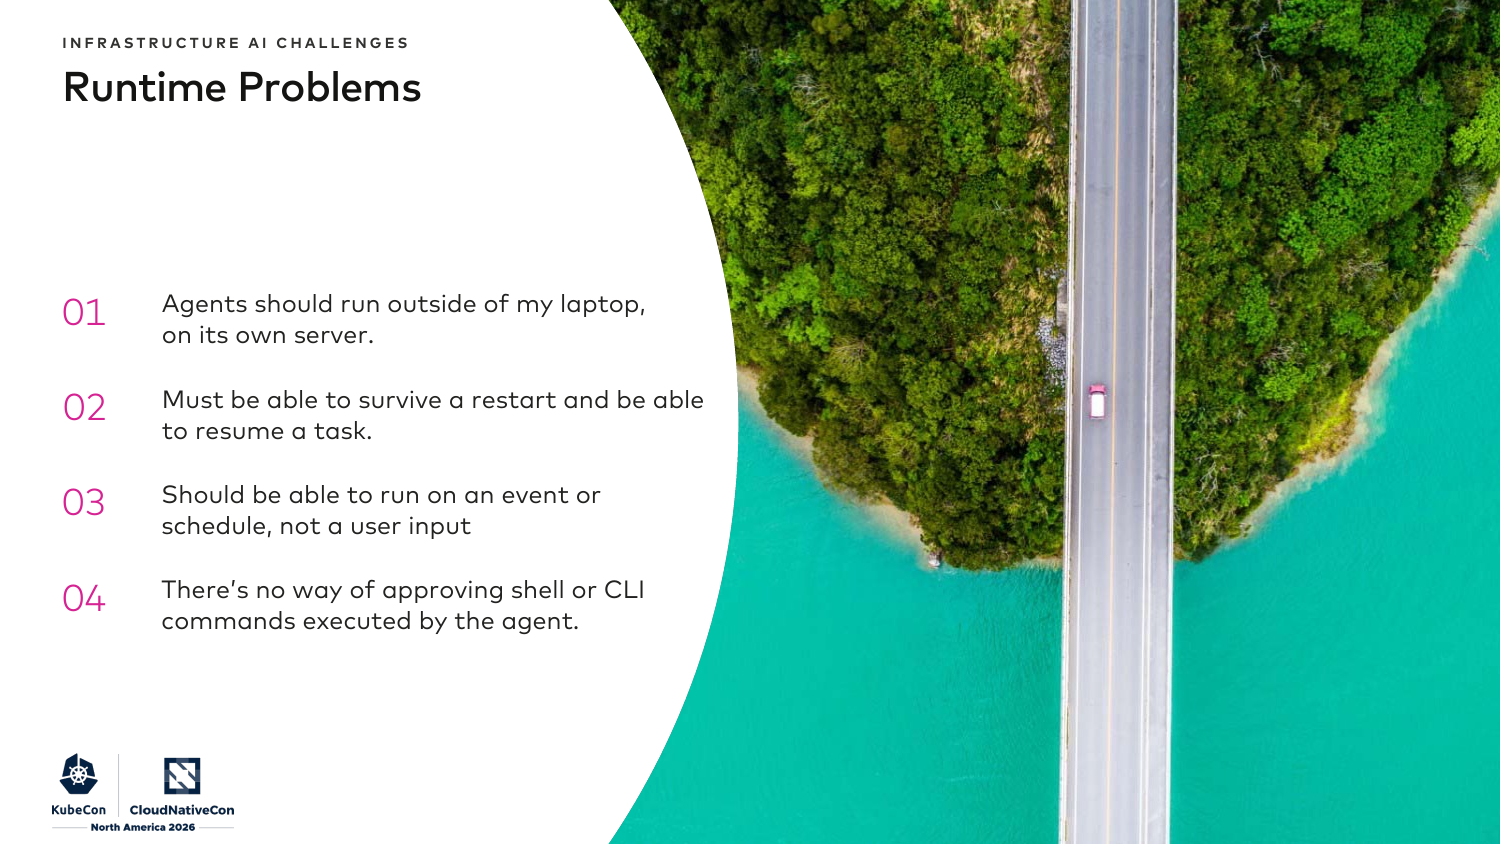 INFRASTRUCTURE AI CHALLENGES
Runtime Problems
01
Agents should run outside of my laptop,
on its own server.
02
Must be able to survive a restart and be able
to resume a task.
03
Should be able to run on an event or
schedule, not a user input
04
There's no way of approving shell or CLI
commands executed by the agent.
KubeCon
CloudNativeCon
North America 2026